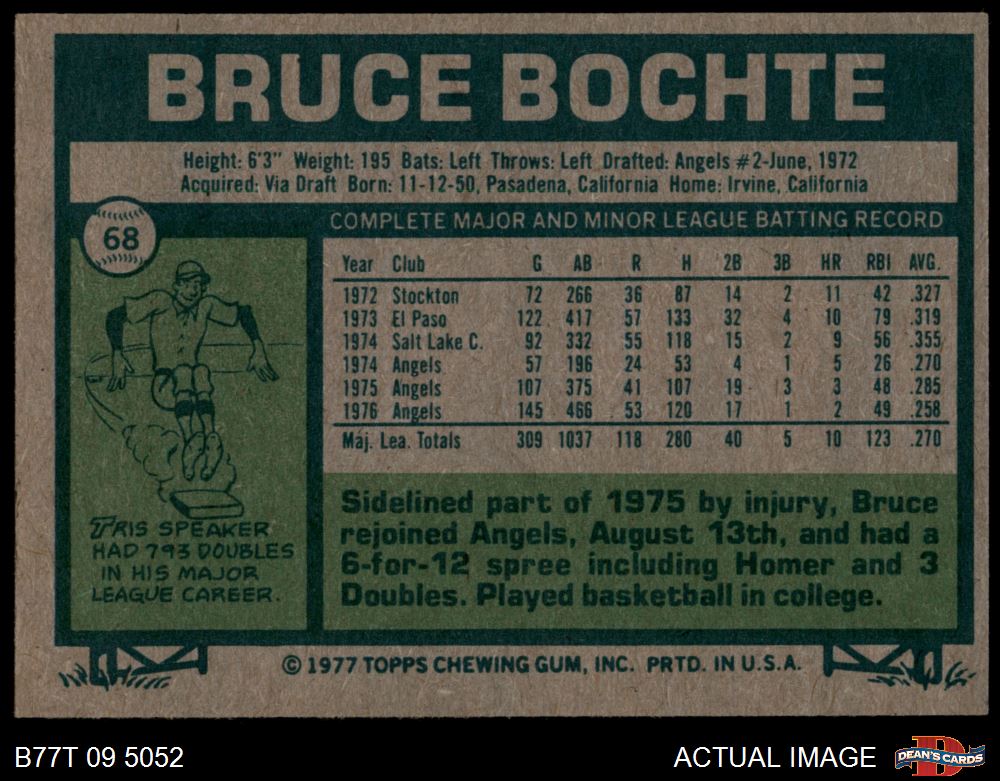 BRUCE BOCHTE
Height: 6'3" Weight: 195 Bats: Left Throws: Left Drafted: Angels #2-June, 1972
Acquired: Via Draft Born: 11-12-50, Pasadena, California Home: Irvine, California
68
COMPLETE MAJOR AND MINOR LEAGUE BATTING RECORD
Year Club G AB R H 2B 3B HR RBI AVG.
1972 Stockton 72 266 36 87 14 2 11 42 .327
1973 El Paso 122 417 57 133 32 4 10 79 .319
1974 Salt Lake C. 92 332 55 118 15 2 9 56 .355
1974 Angels 57 196 24 53 4 1 5 26 .270
1975 Angels 107 375 41 107 19 3 3 48 .285
1976 Angels 145 466 53 120 17 1 2 49 .258
Maj. Lea. Totals 309 1037 118 280 40 5 10 123 .270
TRIS SPEAKER
HAD 793 DOUBLES
IN HIS MAJOR
LEAGUE CAREER.
Sidelined part of 1975 by injury, Bruce
rejoined Angels, August 13th, and had a
6-for-12 spree including Homer and 3
Doubles. Played basketball in college.
© 1977 TOPPS CHEWING GUM, INC. PRTD. IN U.S.A.
B77T 09 5052
ACTUAL IMAGE
D
DEAN'S CARDS